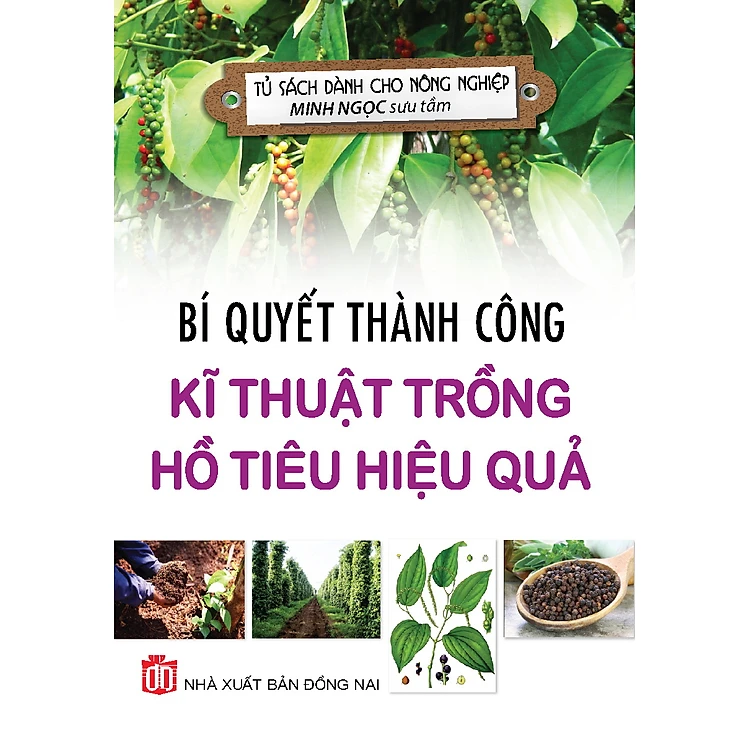 TỦ SÁCH DÀNH CHO NÔNG NGHIỆP
MINH NGỌC sưu tầm
BÍ QUYẾT THÀNH CÔNG
KĨ THUẬT TRỒNG
HỒ TIÊU HIỆU QUẢ
NHÀ XUẤT BẢN ĐỒNG NAI